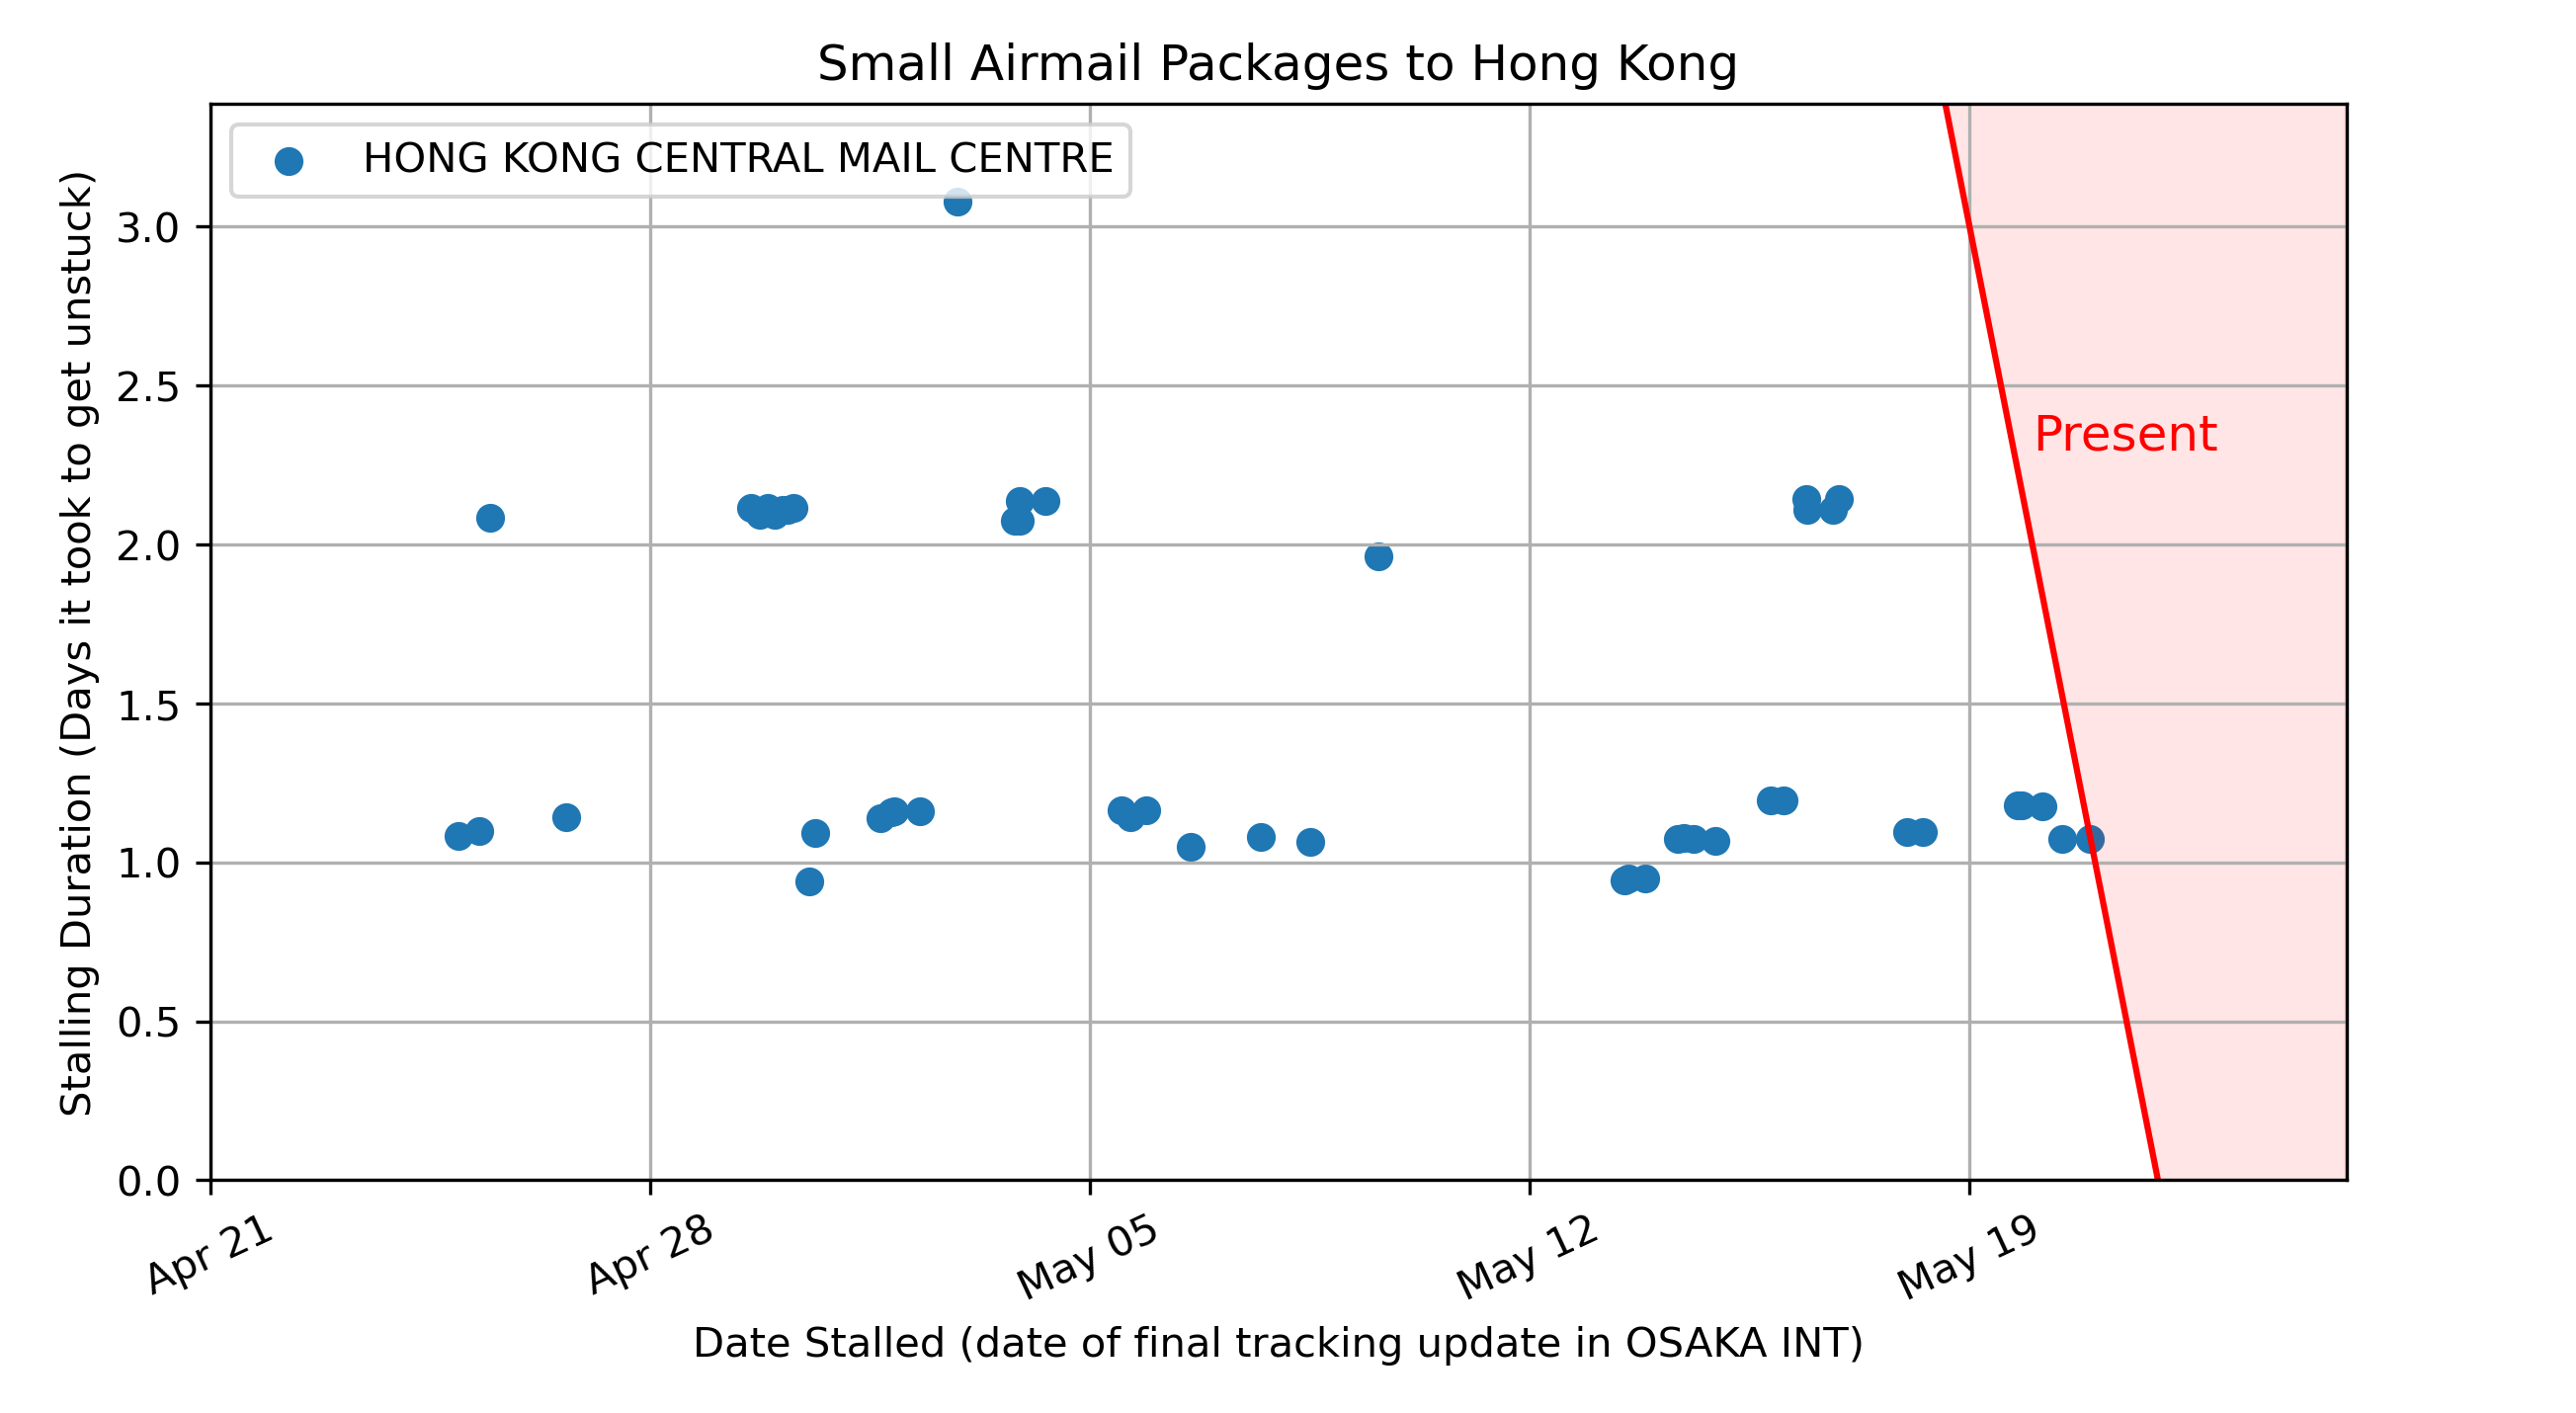 Small Airmail Packages to Hong Kong
HONG KONG CENTRAL MAIL CENTRE
Stalling Duration (Days it took to get unstuck)
3.0
2.5
2.0
1.5
1.0
0.5
0.0
Present
Apr 21
Apr 28
May 05
May 12
May 19
Date Stalled (date of final tracking update in OSAKA INT)